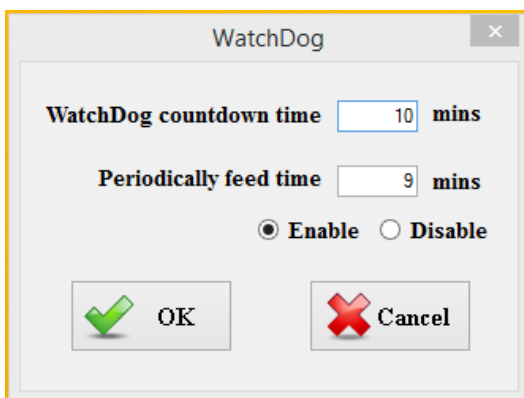 WatchDog
WatchDog countdown time 10 mins
Periodically feed time 9 mins
Enable Disable
OK Cancel